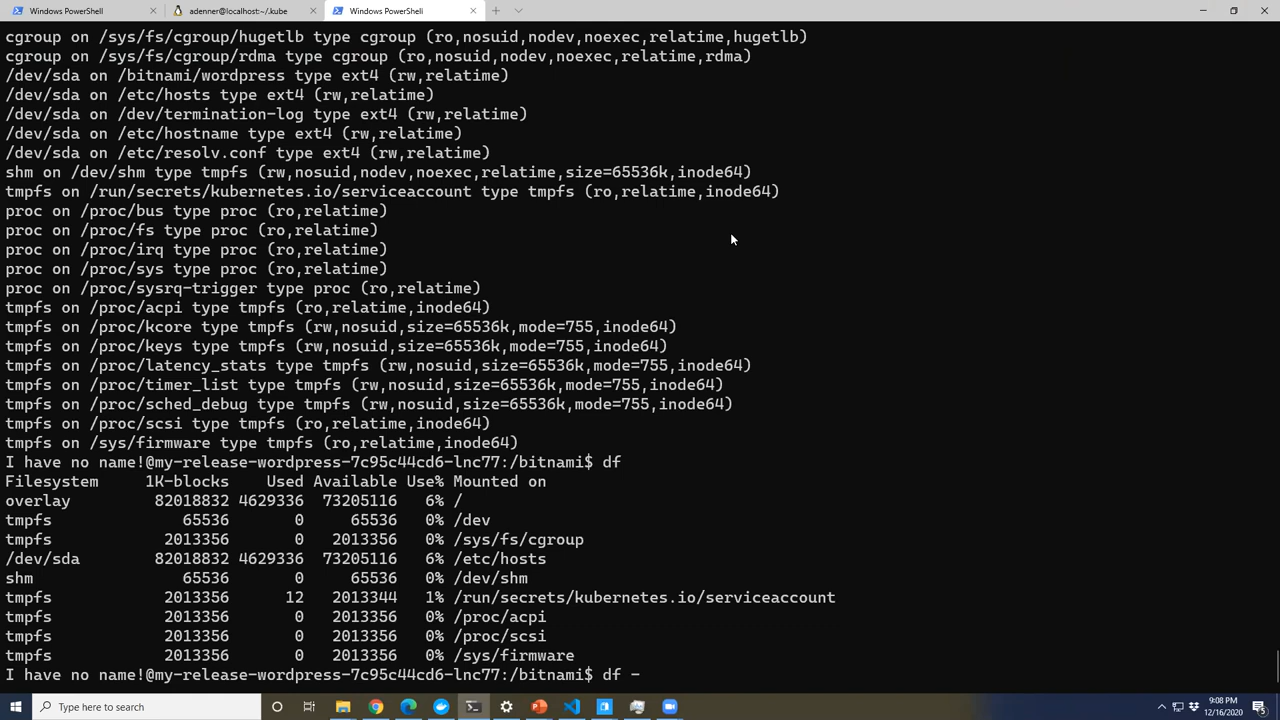 Windows PowerShell
adenner@localhost:~/.kube
Windows PowerShell
cgroup on /sys/fs/cgroup/hugetlb type cgroup (ro,nosuid,nodev,noexec,relatime,hugetlb)
cgroup on /sys/fs/cgroup/rdma type cgroup (ro,nosuid,nodev,noexec,relatime,rdma)
/dev/sda on /bitnami/wordpress type ext4 (rw,relatime)
/dev/sda on /etc/hosts type ext4 (rw,relatime)
/dev/sda on /dev/termination-log type ext4 (rw,relatime)
/dev/sda on /etc/hostname type ext4 (rw,relatime)
/dev/sda on /etc/resolv.conf type ext4 (rw,relatime)
shm on /dev/shm type tmpfs (rw,nosuid,nodev,noexec,relatime,size=65536k,inode64)
tmpfs on /run/secrets/kubernetes.io/serviceaccount type tmpfs (ro,relatime,inode64)
proc on /proc/bus type proc (ro,relatime)
proc on /proc/fs type proc (ro,relatime)
proc on /proc/irq type proc (ro,relatime)
proc on /proc/sys type proc (ro,relatime)
proc on /proc/sysrq-trigger type proc (ro,relatime)
tmpfs on /proc/acpi type tmpfs (ro,relatime,inode64)
tmpfs on /proc/kcore type tmpfs (rw,nosuid,size=65536k,mode=755,inode64)
tmpfs on /proc/keys type tmpfs (rw,nosuid,size=65536k,mode=755,inode64)
tmpfs on /proc/latency_stats type tmpfs (rw,nosuid,size=65536k,mode=755,inode64)
tmpfs on /proc/timer_list type tmpfs (rw,nosuid,size=65536k,mode=755,inode64)
tmpfs on /proc/sched_debug type tmpfs (rw,nosuid,size=65536k,mode=755,inode64)
tmpfs on /proc/scsi type tmpfs (ro,relatime,inode64)
tmpfs on /sys/firmware type tmpfs (ro,relatime,inode64)
I have no name!@my-release-wordpress-7c95c44cd6-lnc77:/bitnami$ df
Filesystem 1K-blocks Used Available Use% Mounted on
overlay 82018832 4629336 73205116 6% /
tmpfs 65536 0 65536 0% /dev
tmpfs 2013356 0 2013356 0% /sys/fs/cgroup
/dev/sda 82018832 4629336 73205116 6% /etc/hosts
shm 65536 0 65536 0% /dev/shm
tmpfs 2013356 12 2013344 1% /run/secrets/kubernetes.io/serviceaccount
tmpfs 2013356 0 2013356 0% /proc/acpi
tmpfs 2013356 0 2013356 0% /proc/scsi
tmpfs 2013356 0 2013356 0% /sys/firmware
I have no name!@my-release-wordpress-7c95c44cd6-lnc77:/bitnami$ df -
Type here to search
9:08 PM
12/16/2020